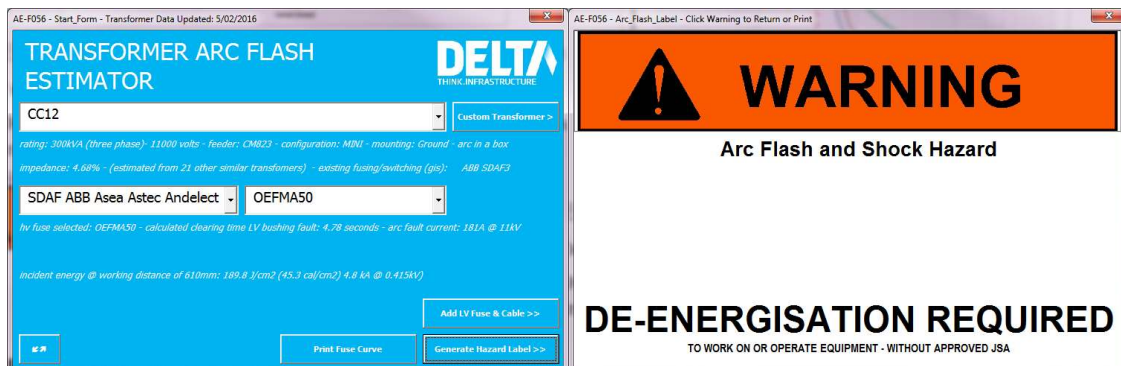 AE-F056 - Start_Form - Transformer Data Updated: 5/02/2016
TRANSFORMER ARC FLASH
ESTIMATOR
DELTA
THINK.INFRASTRUCTURE
CC12
Custom Transformer >
rating: 300kVA (three phase)- 11000 volts - feeder: CM823 - configuration: MINI - mounting: Ground - arc in a box
impedance: 4.68% - (estimated from 21 other similar transfomers) - existing fusing/switching (gis): ABB SDAF3
SDAF ABB Asea Astec Andelect
OEFMA50
hv fuse selected: OEFMA50 - calculated clearing time LV bushing fault: 4.78 seconds - arc fault current: 181A @ 11kV
incident energy @ working distance of 610mm: 189.8 J/cm2 (45.3 cal/cm2) 4.8 kA @ 0.415kV)
Add LV Fuse & Cable >>
Print Fuse Curve
Generate Hazard Label >>
AE-F056 - Arc_Flash_Label - Click Warning to Return or Print
WARNING
Arc Flash and Shock Hazard
DE-ENERGISATION REQUIRED
TO WORK ON OR OPERATE EQUIPMENT - WITHOUT APPROVED JSA